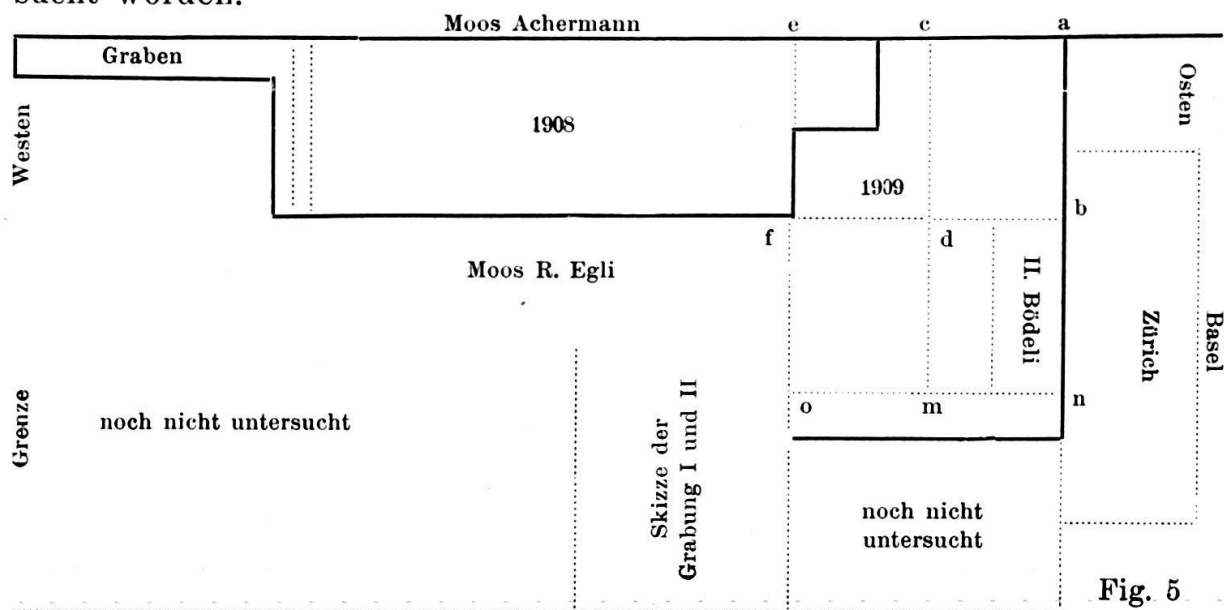 sucht worden.
Moos Achermann
e
c
a
Graben
Westen
1908
Osten
1909
b
f
d
Moos R. Egli
II. Bödeli
Zürich
Basel
Grenze
noch nicht untersucht
Skizze der
Grabung I und II
o
m
n
noch nicht
untersucht
Fig. 5